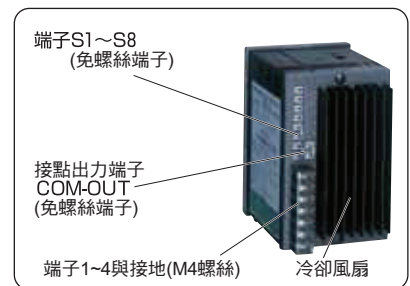 端子S1～S8
(免螺絲端子)
接點出力端子
COM-OUT
(免螺絲端子)
端子1~4與接地(M4螺絲)
冷卻風扇